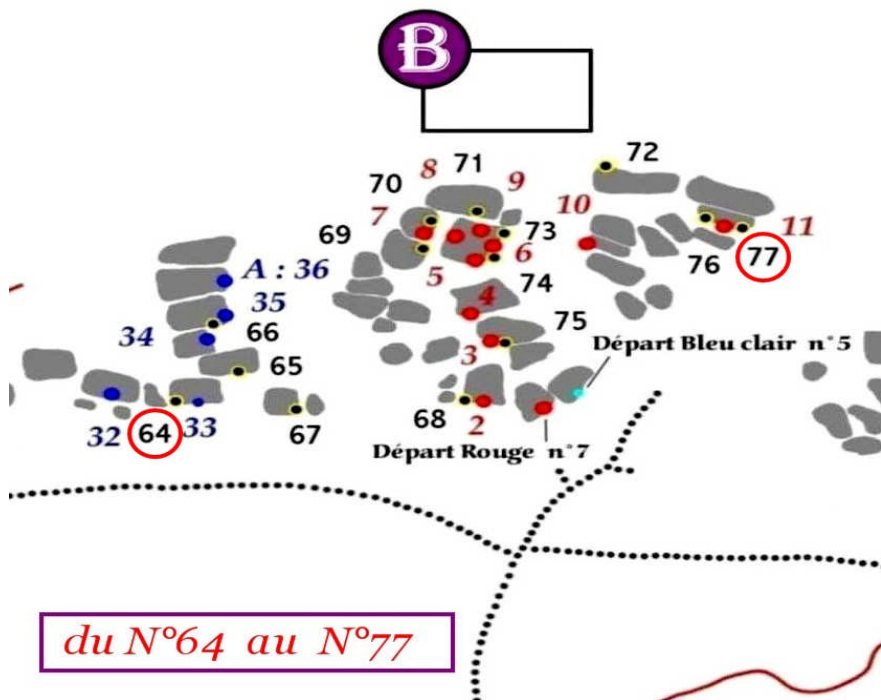 B
8 71 9 72
70
7 10
73 11
69 6 76 77
A : 36 5 74
35 4
34 66 75
3 Départ Bleu clair n°5
65
68
32 64 33 67 2
Départ Rouge n°7
du N°64 au N°77